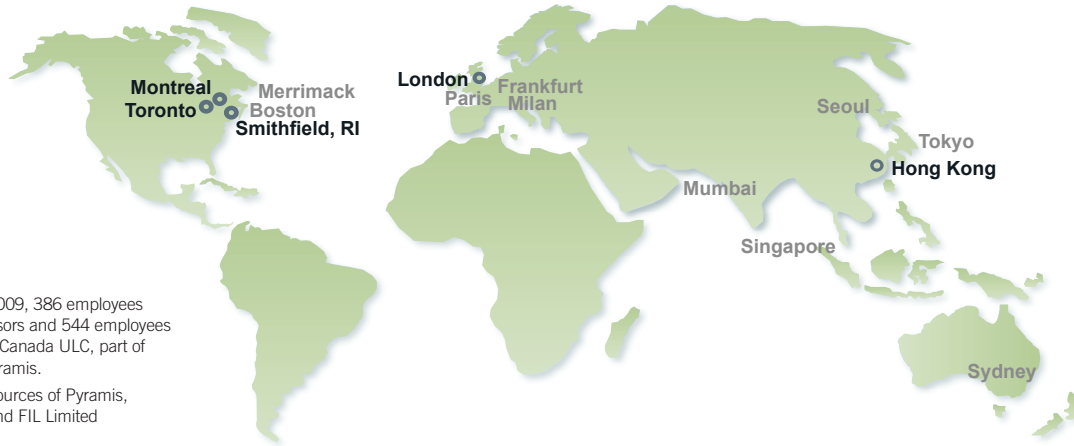 London
Montreal
Merrimack
Frankfurt
Paris
Milan
Toronto
Boston
Seoul
Smithfield, RI
Tokyo
Hong Kong
Mumbai
Singapore
009, 386 employees
sors and 544 employees
Canada ULC, part of
ramis.
ources of Pyramis,
nd FIL Limited
Sydney